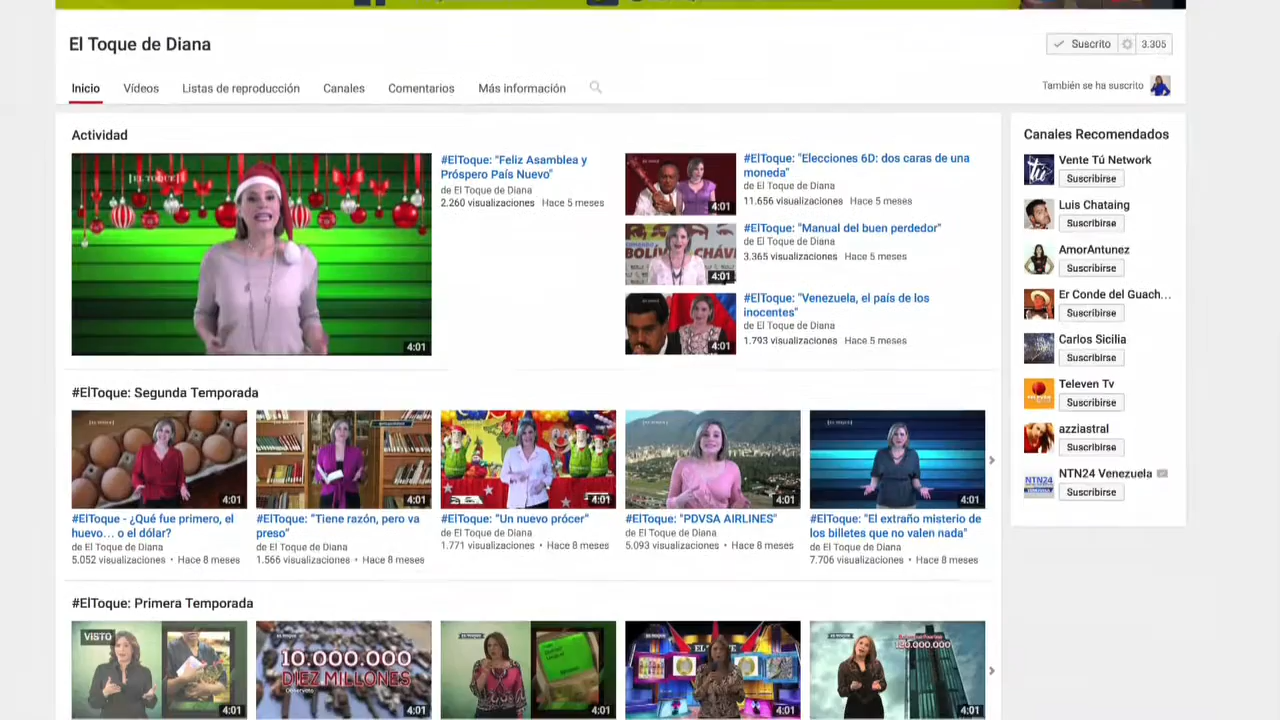 El Toque de Diana
Suscrito
3.305
Inicio
Vídeos
Listas de reproducción
Canales
Comentarios
Más información
También se ha suscrito
Actividad
[EL TOQUE]
4:01
#ElToque: "Feliz Asamblea y
Próspero País Nuevo"
de El Toque de Diana
2.260 visualizaciones Hace 5 meses
4:01
#ElToque: "Elecciones 6D: dos caras de una
moneda"
de El Toque de Diana
11.656 visualizaciones Hace 5 meses
4:01
#ElToque: "Manual del buen perdedor"
de El Toque de Diana
3.365 visualizaciones Hace 5 meses
4:01
#ElToque: "Venezuela, el país de los
inocentes"
de El Toque de Diana
1.793 visualizaciones Hace 5 meses
Canales Recomendados
Vente Tú Network
Suscribirse
Luis Chataing
Suscribirse
AmorAntunez
Suscribirse
Er Conde del Guach...
Suscribirse
Carlos Sicilia
Suscribirse
Televen Tv
Suscribirse
azziastral
Suscribirse
NTN24
NTN24 Venezuela
Suscribirse
#ElToque: Segunda Temporada
4:01
4:01
4:01
4:01
4:01
#ElToque - ¿Qué fue primero, el
huevo... o el dólar?
de El Toque de Diana
5.052 visualizaciones • Hace 8 meses
#ElToque: "Tiene razón, pero va
preso"
de El Toque de Diana
1.566 visualizaciones • Hace 8 meses
#ElToque: "Un nuevo prócer"
de El Toque de Diana
1.771 visualizaciones • Hace 8 meses
#ElToque: "PDVSA AIRLINES"
de El Toque de Diana
5.093 visualizaciones • Hace 8 meses
#ElToque: "El extraño misterio de
los billetes que no valen nada"
de El Toque de Diana
7.706 visualizaciones • Hace 8 meses
#ElToque: Primera Temporada
VISTO
4:01
10.000.000
DIEZ MILLONES
4:01
4:01
4:01
120.000.000
4:01